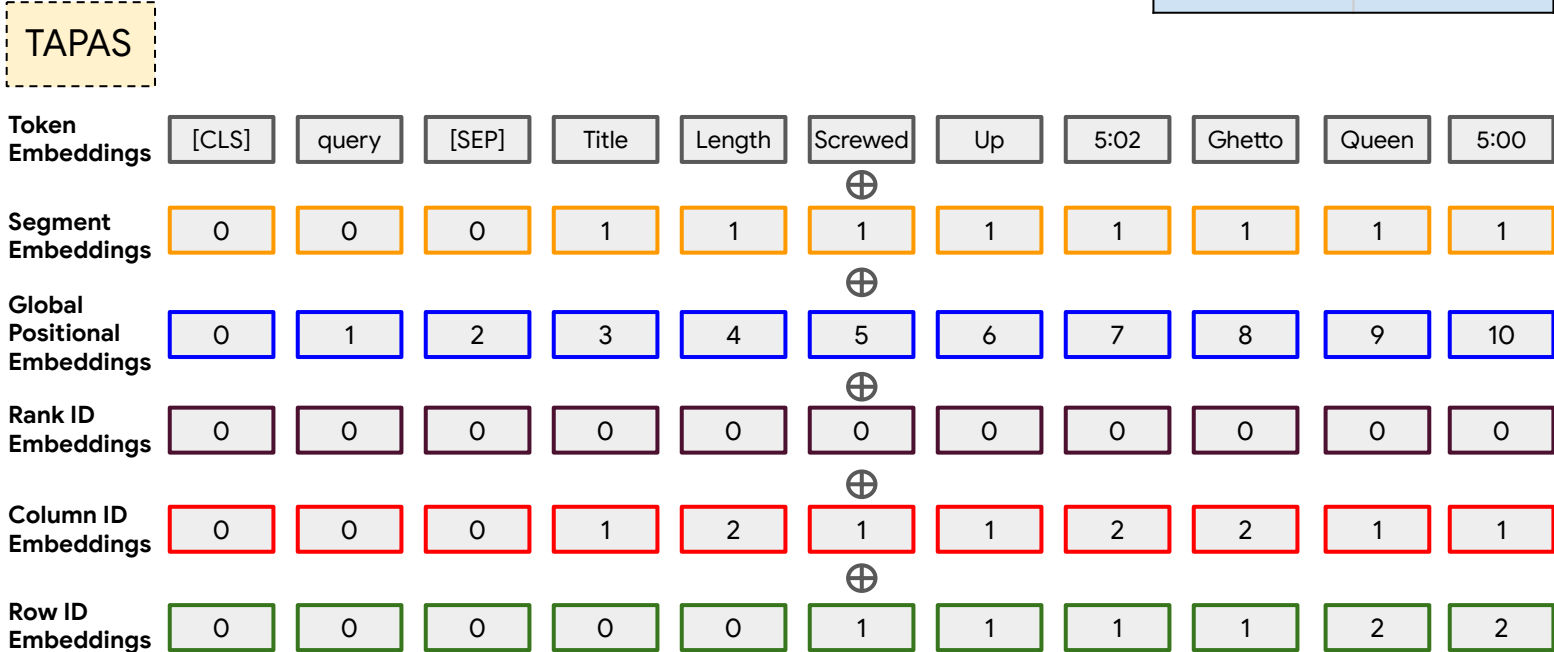 TAPAS
Token
Embeddings
[CLS] query [SEP] Title Length Screwed Up 5:02 Ghetto Queen 5:00
Segment
Embeddings
0 0 0 1 1 1 1 1 1 1 1
Global
Positional
Embeddings
0 1 2 3 4 5 6 7 8 9 10
Rank ID
Embeddings
0 0 0 0 0 0 0 0 0 0 0
Column ID
Embeddings
0 0 0 1 2 1 1 2 2 1 1
Row ID
Embeddings
0 0 0 0 0 1 1 1 1 2 2